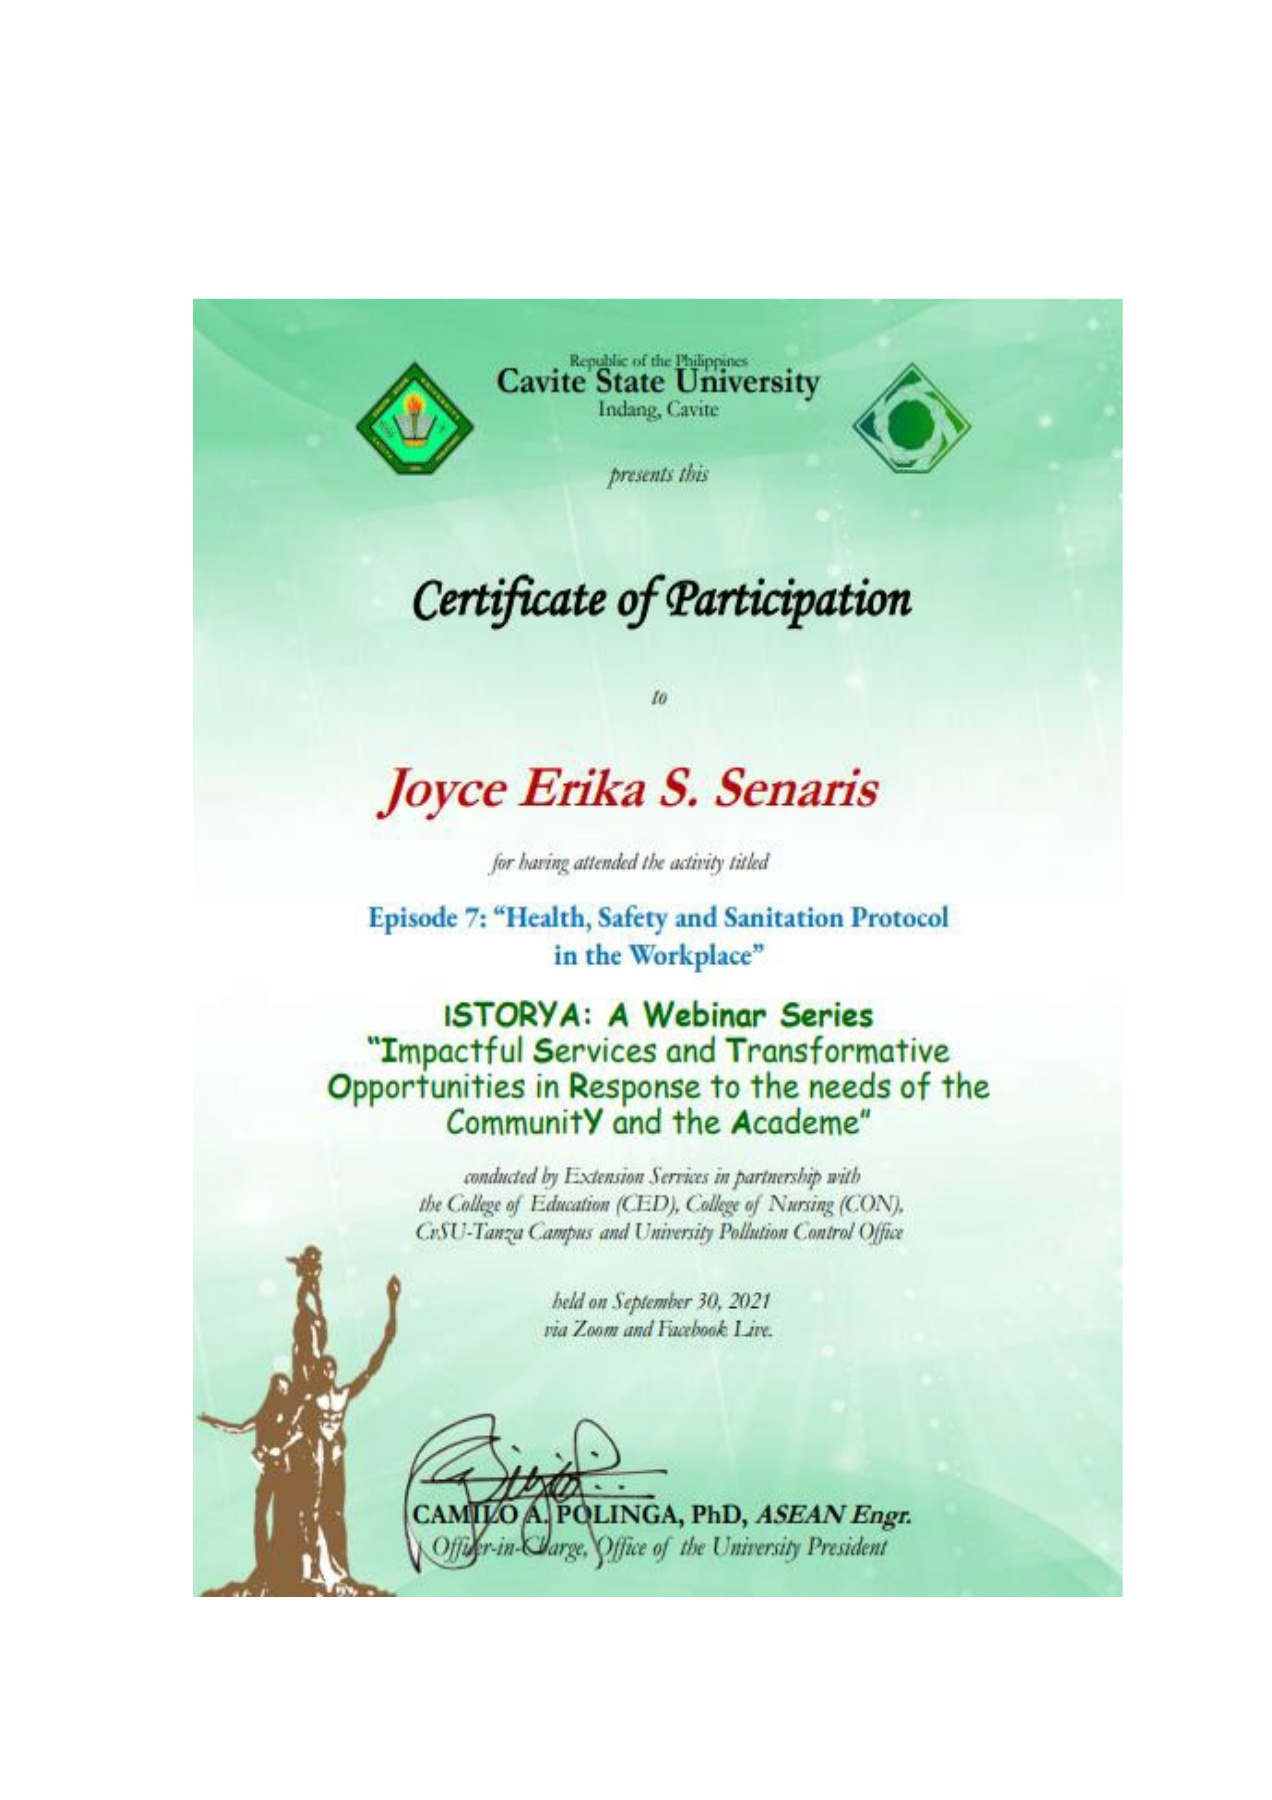 Republic of the Philippines
Cavite State University
Indang, Cavite
presents this
Certificate of Participation
to
Joyce Erika S. Senaris
for having attended the activity titled
Episode 7: “Health, Safety and Sanitation Protocol
in the Workplace”
ISTORYA: A Webinar Series
“Impactful Services and Transformative
Opportunities in Response to the needs of the
CommunitY and the Academe”
conducted by Extension Services in partnership with
the College of Education (CED), College of Nursing (CON),
CvSU-Tanza Campus and University Pollution Control Office
held on September 30, 2021
via Zoom and Facebook Live.
CAMILO A. POLINGA, PhD, ASEAN Engr.
Officer-in-Charge, Office of the University President